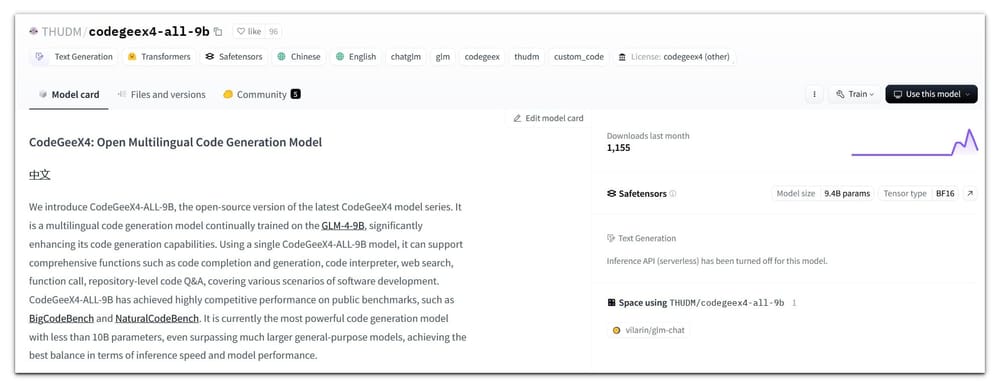 THUDM/codegeex4-all-9b like 96
Text Generation Transformers Safetensors Chinese English chatglm glm codegeex thudm custom_code License: codegeex4 (other)
Model card Files and versions Community 5 Train Use this model
Edit model card
CodeGeeX4: Open Multilingual Code Generation Model
中文
We introduce CodeGeeX4-ALL-9B, the open-source version of the latest CodeGeeX4 model series. It
is a multilingual code generation model continually trained on the GLM-4-9B, significantly
enhancing its code generation capabilities. Using a single CodeGeeX4-ALL-9B model, it can support
comprehensive functions such as code completion and generation, code interpreter, web search,
function call, repository-level code Q&A, covering various scenarios of software development.
CodeGeeX4-ALL-9B has achieved highly competitive performance on public benchmarks, such as
BigCodeBench and NaturalCodeBench. It is currently the most powerful code generation model
with less than 10B parameters, even surpassing much larger general-purpose models, achieving the
best balance in terms of inference speed and model performance.
Downloads last month
1,155
Safetensors Model size 9.4B params Tensor type BF16
Text Generation
Inference API (serverless) has been turned off for this model.
Space using THUDM/codegeex4-all-9b 1
vilarin/glm-chat